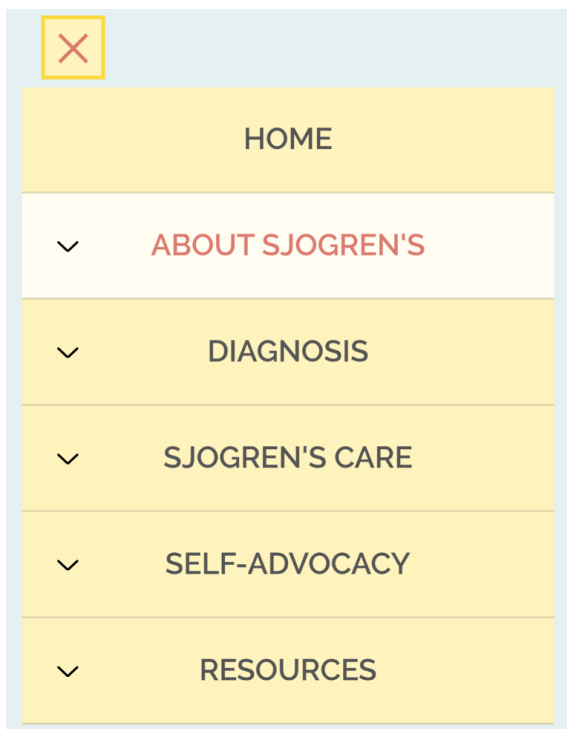 HOME
ABOUT SJOGREN'S
DIAGNOSIS
SJOGREN'S CARE
SELF-ADVOCACY
RESOURCES